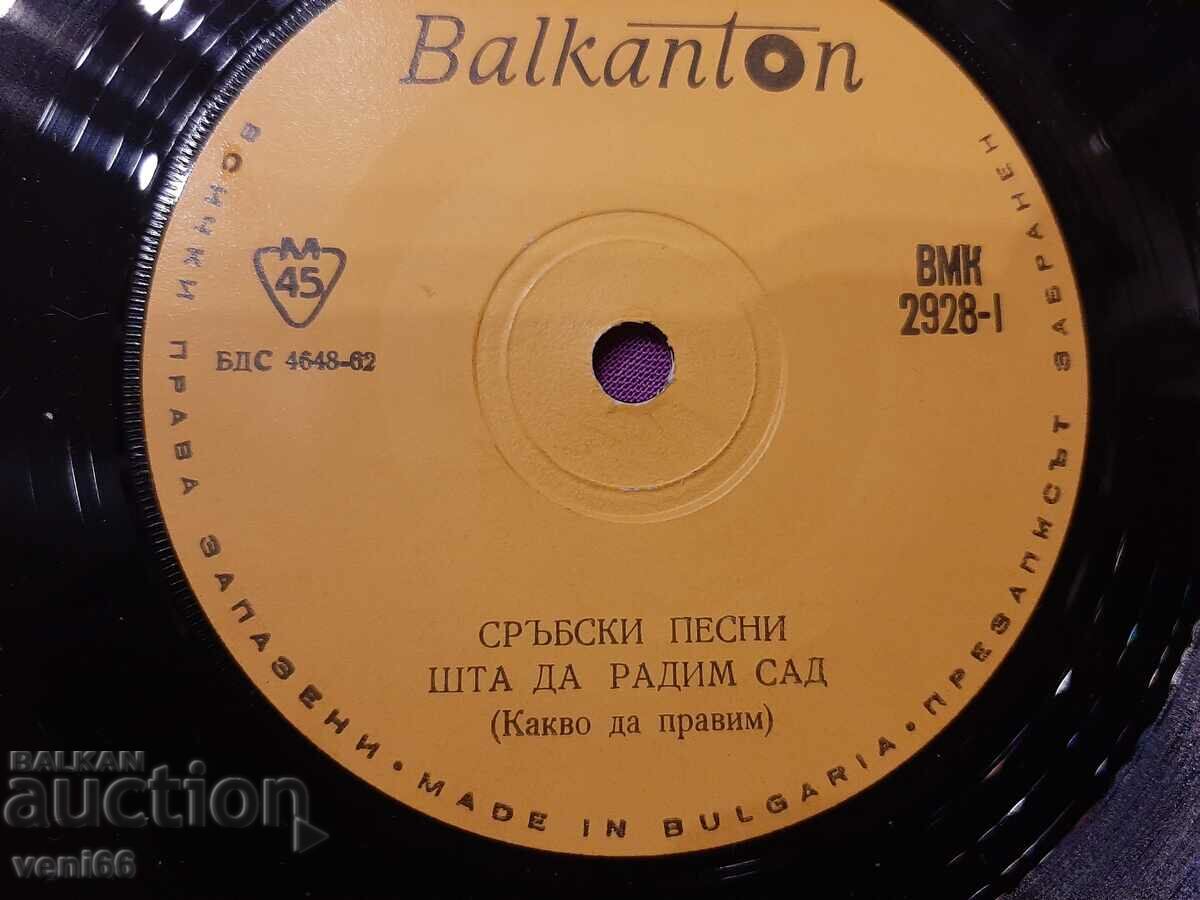 Balkanton
М
45
БДС 4648-62
ВМК
2928-I
СРЪБСКИ ПЕСНИ
ШТА ДА РАДИМ САД
(Какво да правим)
ВСИЧКИ ПРАВА ЗАПАЗЕНИ • MADE IN BULGARIA • ПРЕЗАПИСЪТ ЗАБРАНЕН
BALKAN
auction
veni66